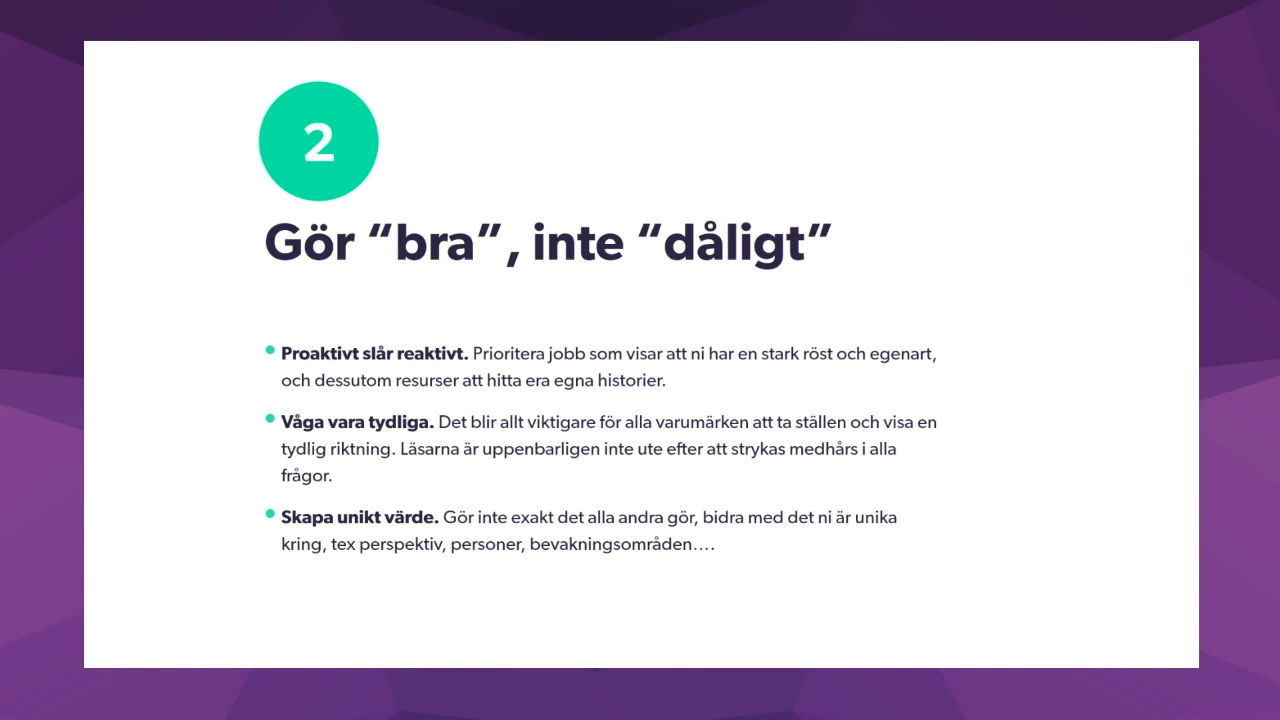 2
Gör “bra”, inte “dåligt”
• Proaktivt slår reaktivt. Prioritera jobb som visar att ni har en stark röst och egenart,
och dessutom resurser att hitta era egna historier.
• Våga vara tydliga. Det blir allt viktigare för alla varumärken att ta ställen och visa en
tydlig riktning. Läsarna är uppenbarligen inte ute efter att strykas medhårs i alla
frågor.
• Skapa unikt värde. Gör inte exakt det alla andra gör, bidra med det ni är unika
kring, tex perspektiv, personer, bevakningsområden….